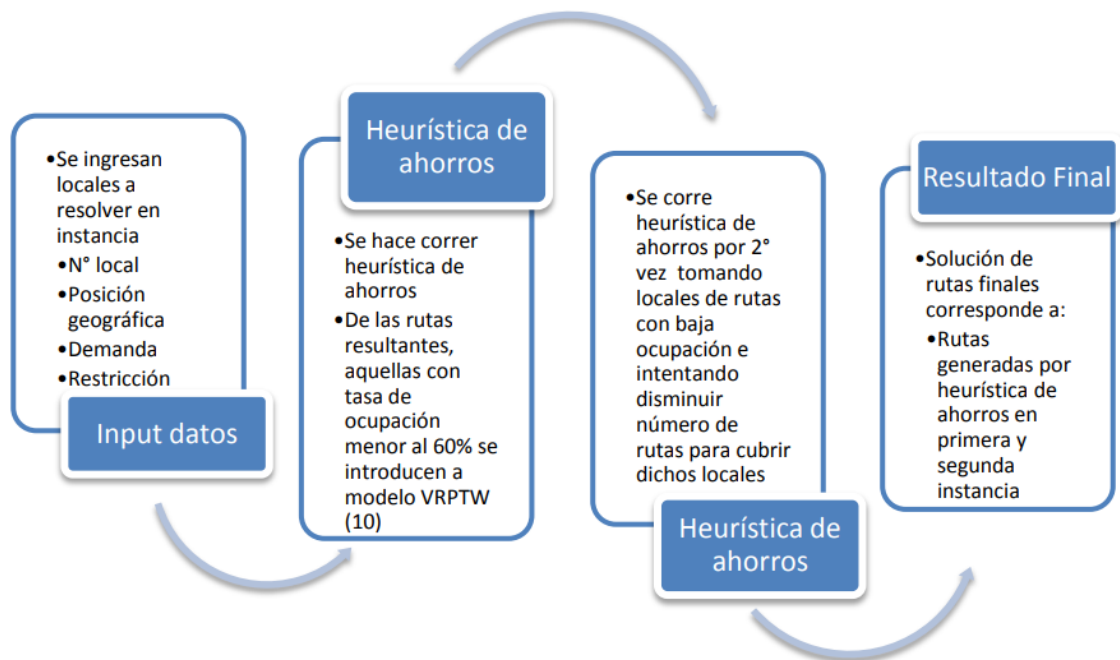 •Se ingresan
locales a
resolver en
instancia
•N° local
•Posición
geográfica
•Demanda
•Restricción
Input datos
Heurística de
ahorros
•Se hace correr
heurística de
ahorros
•De las rutas
resultantes,
aquellas con
tasa de
ocupación
menor al 60% se
introducen a
modelo VRPTW
(10)
•Se corre
heurística de
ahorros por 2°
vez tomando
locales de rutas
con baja
ocupación e
intentando
disminuir
número de
rutas para cubrir
dichos locales
Heurística de
ahorros
Resultado Final
•Solución de
rutas finales
corresponde a:
•Rutas
generadas por
heurística de
ahorros en
primera y
segunda
instancia